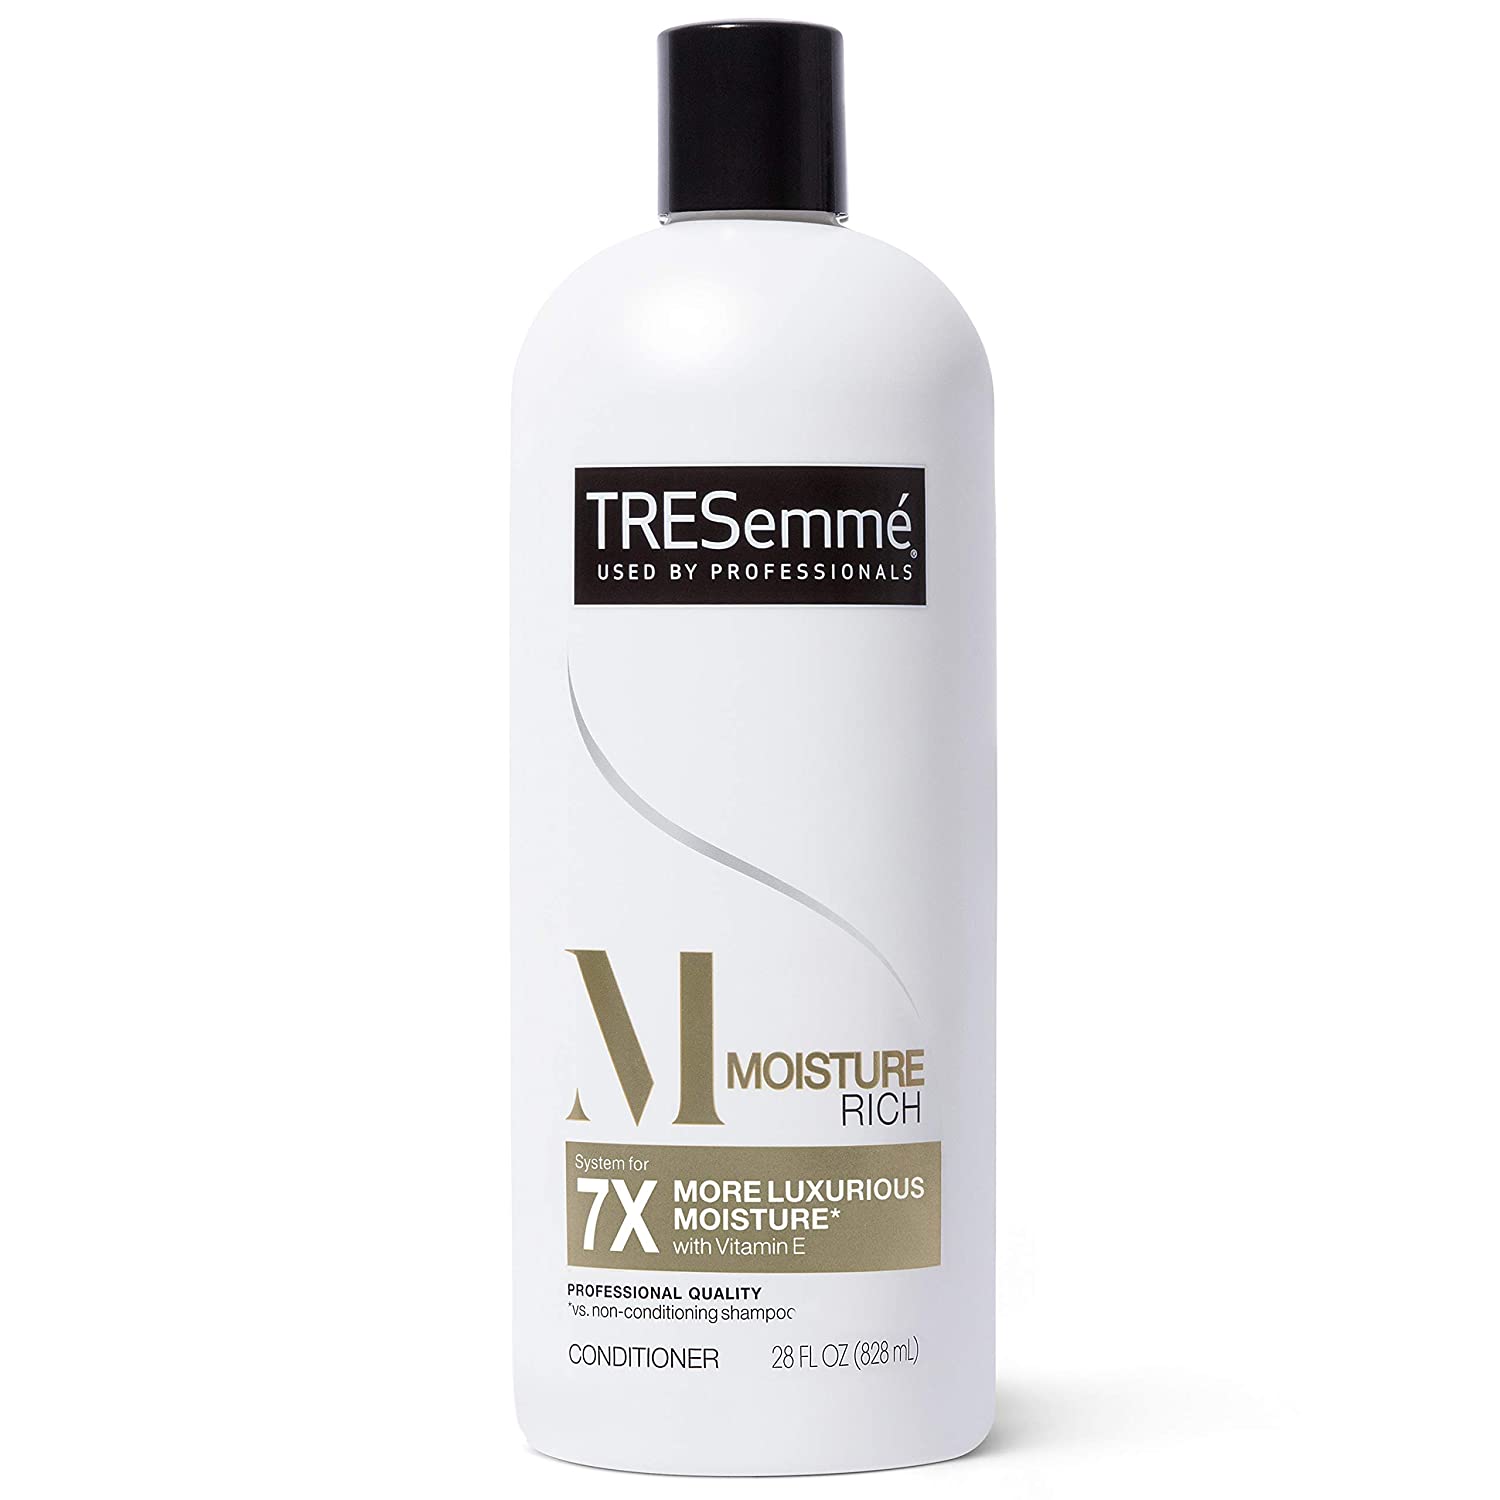 TRESemmé®
USED BY PROFESSIONALS
M MOISTURE
RICH
System for
7X MORE LUXURIOUS
MOISTURE*
with Vitamin E
PROFESSIONAL QUALITY
*vs. non-conditioning shampoo
CONDITIONER 28 FL OZ (828 mL)